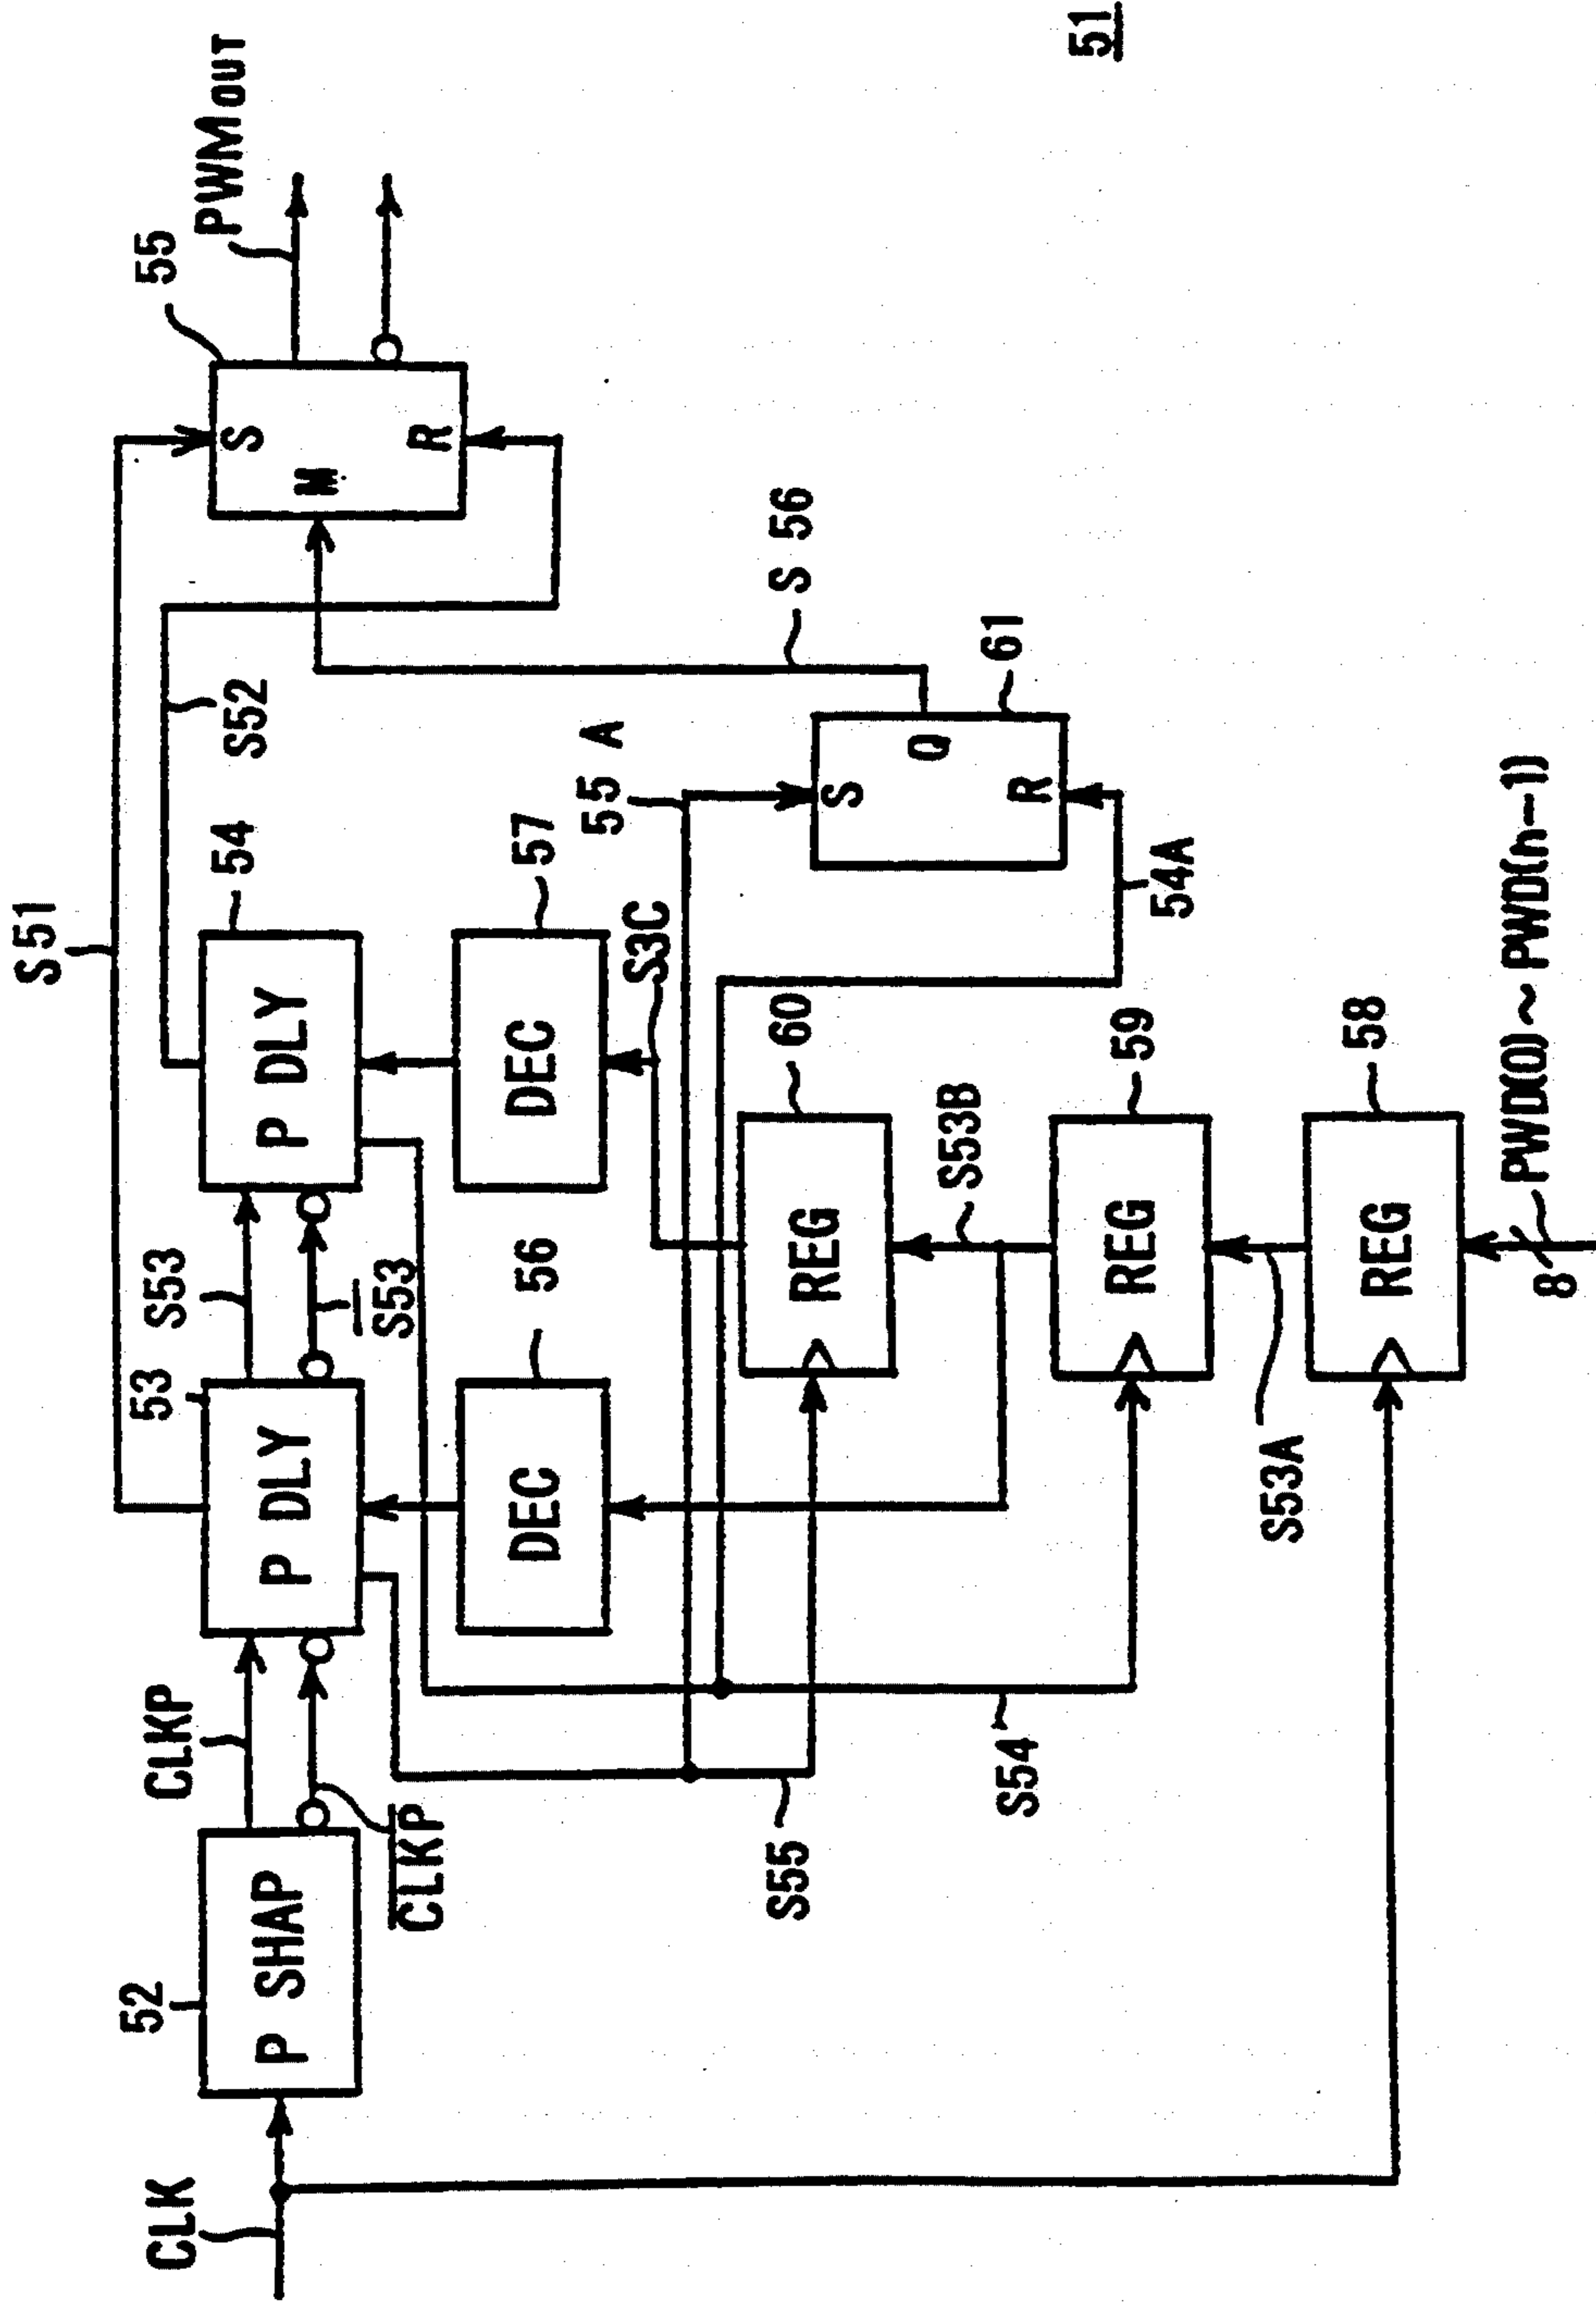 CLK
52
P SHAP
CLKP
CLKP
53
P DLY
S53
S53
54
P DLY
S51
S52
55
S
M
R
PWMout
56
DEC
57
DEC
S3C
55 A
S 56
S
Q
R
61
54A
S55
S54
60
REG
S53B
59
REG
S53A
58
REG
8
PWD(0)~PWD(n-1)
51